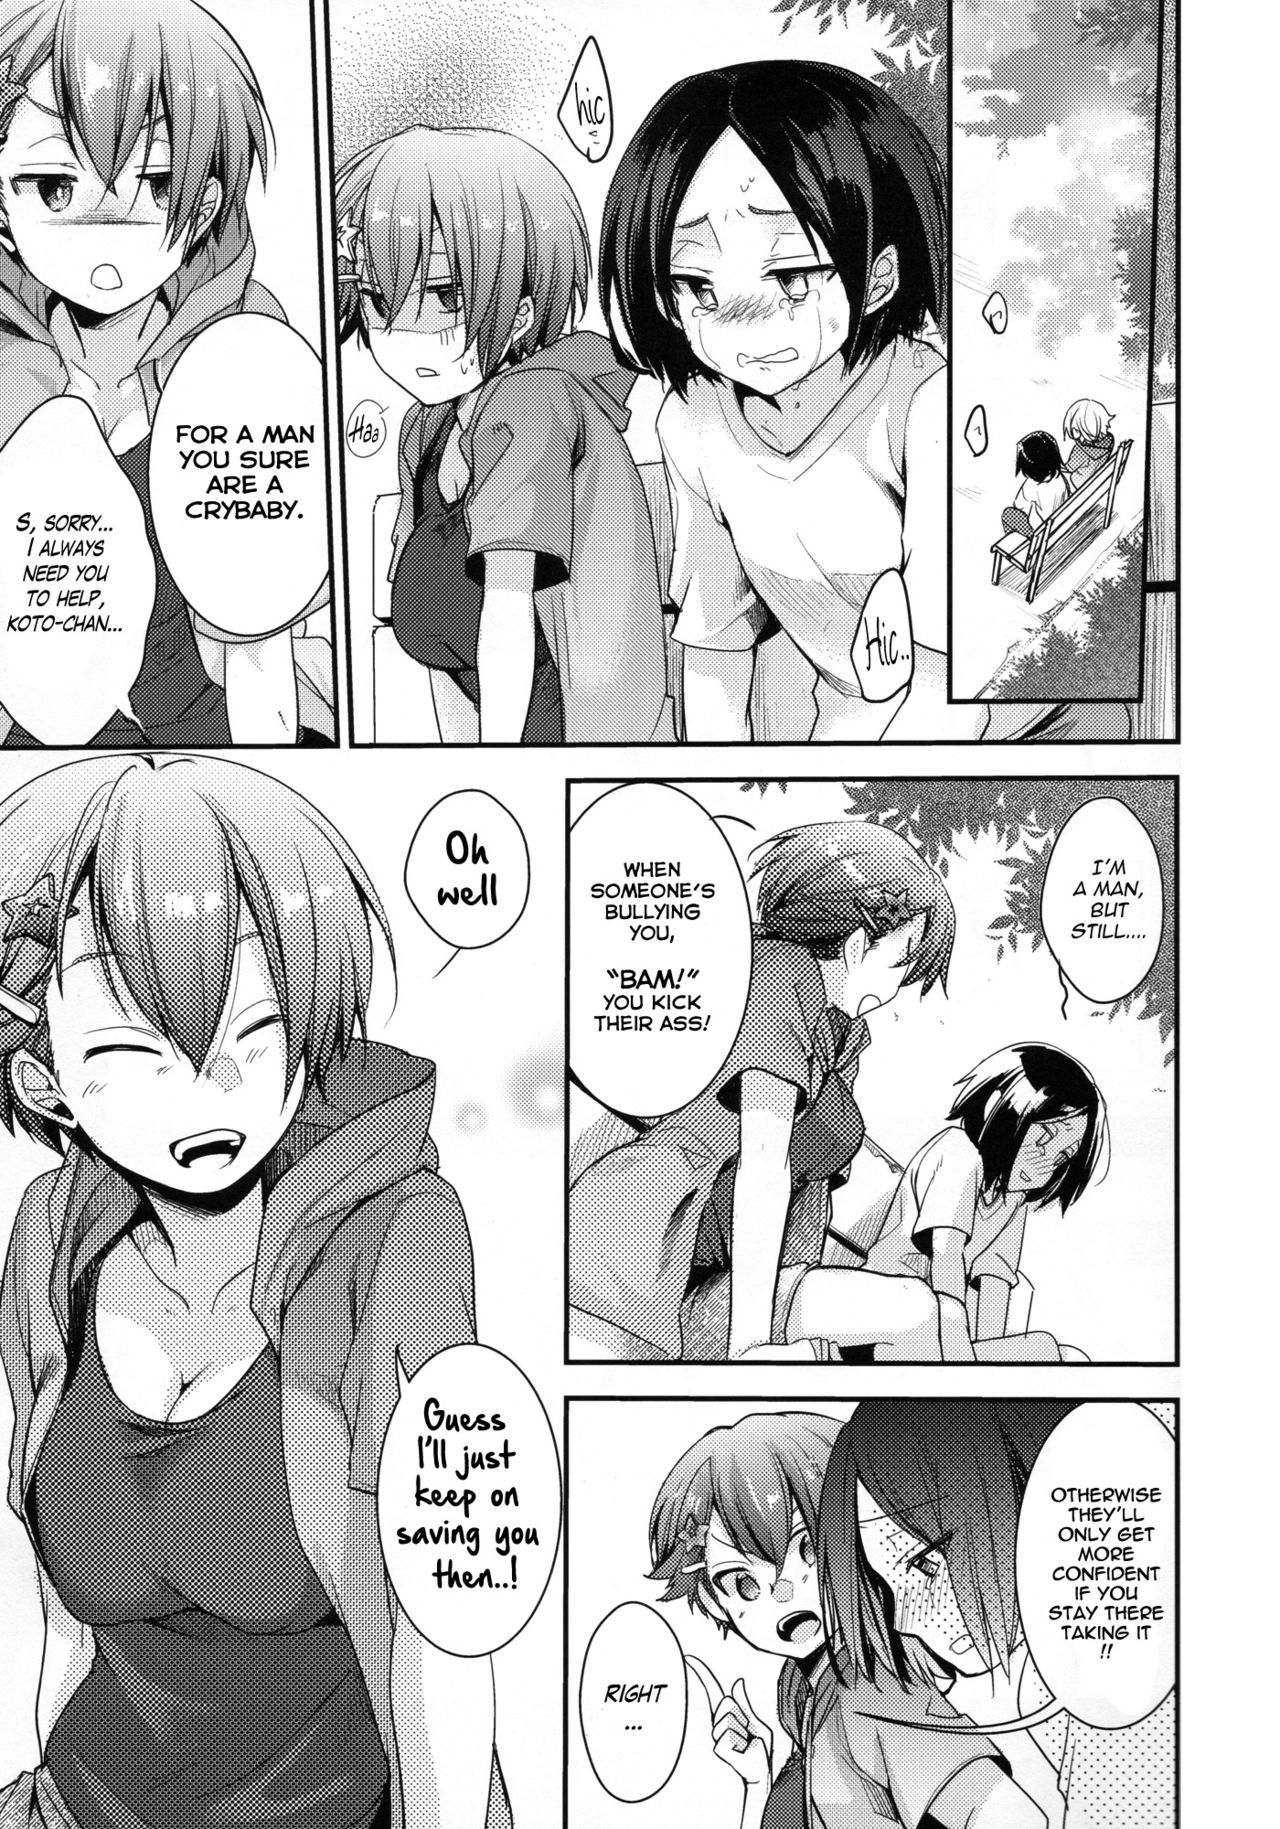 hic
Hic..
Haa
FOR A MAN
YOU SURE
ARE A
CRYBABY.
S, SORRY...
I ALWAYS
NEED YOU
TO HELP,
KOTO-CHAN...
I'M
A MAN,
BUT
STILL....
WHEN
SOMEONE'S
BULLYING
YOU,
"BAM!"
YOU KICK
THEIR ASS!
OTHERWISE
THEY'LL
ONLY GET
MORE
CONFIDENT
IF YOU
STAY THERE
TAKING IT
!!
RIGHT
...
Oh
well
Guess
I'll just
keep on
saving you
then..!